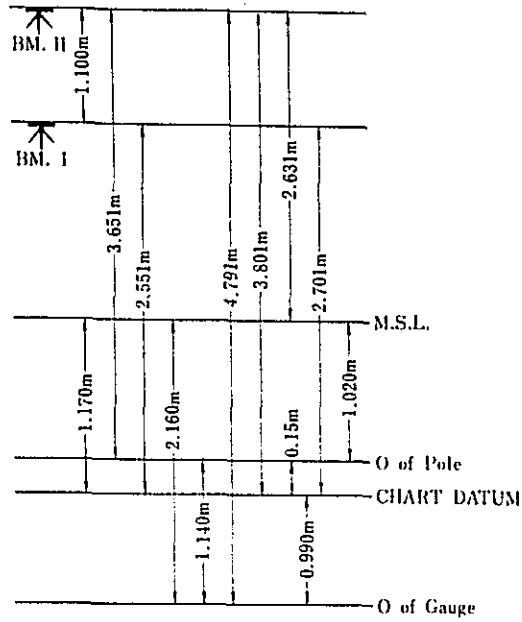 BM. II
1.100m
BM. I
3.651m
2.551m
4.791m
3.801m
2.631m
2.701m
M.S.L.
1.170m
2.160m
1.020m
0.15m
O of Pole
CHART DATUM
1.140m
0.990m
O of Gauge